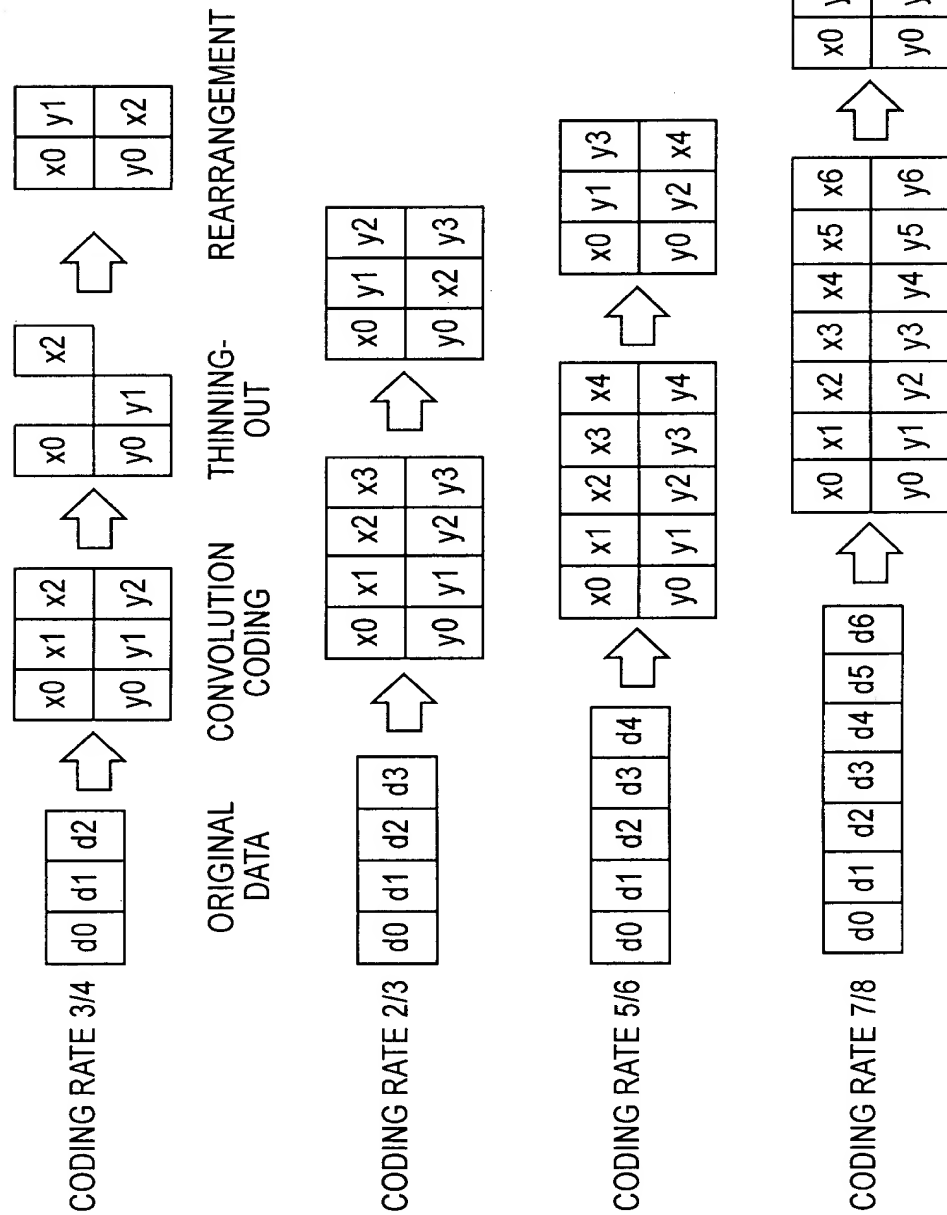 CODING RATE 3/4
d0 d1 d2
x0 x1 x2
y0 y1 y2
x0 x2
y0 y1
x0 y1
y0 x2
ORIGINAL
DATA
CONVOLUTION
CODING
THINNING-
OUT
REARRANGEMENT
CODING RATE 2/3
d0 d1 d2 d3
x0 x1 x2 x3
y0 y1 y2 y3
x0 y1 y2
y0 x2 y3
CODING RATE 5/6
d0 d1 d2 d3 d4
x0 x1 x2 x3 x4
y0 y1 y2 y3 y4
x0 y1 y3
y0 y2 x4
CODING RATE 7/8
d0 d1 d2 d3 d4 d5 d6
x0 x1 x2 x3 x4 x5 x6
y0 y1 y2 y3 y4 y5 y6
x0
y0